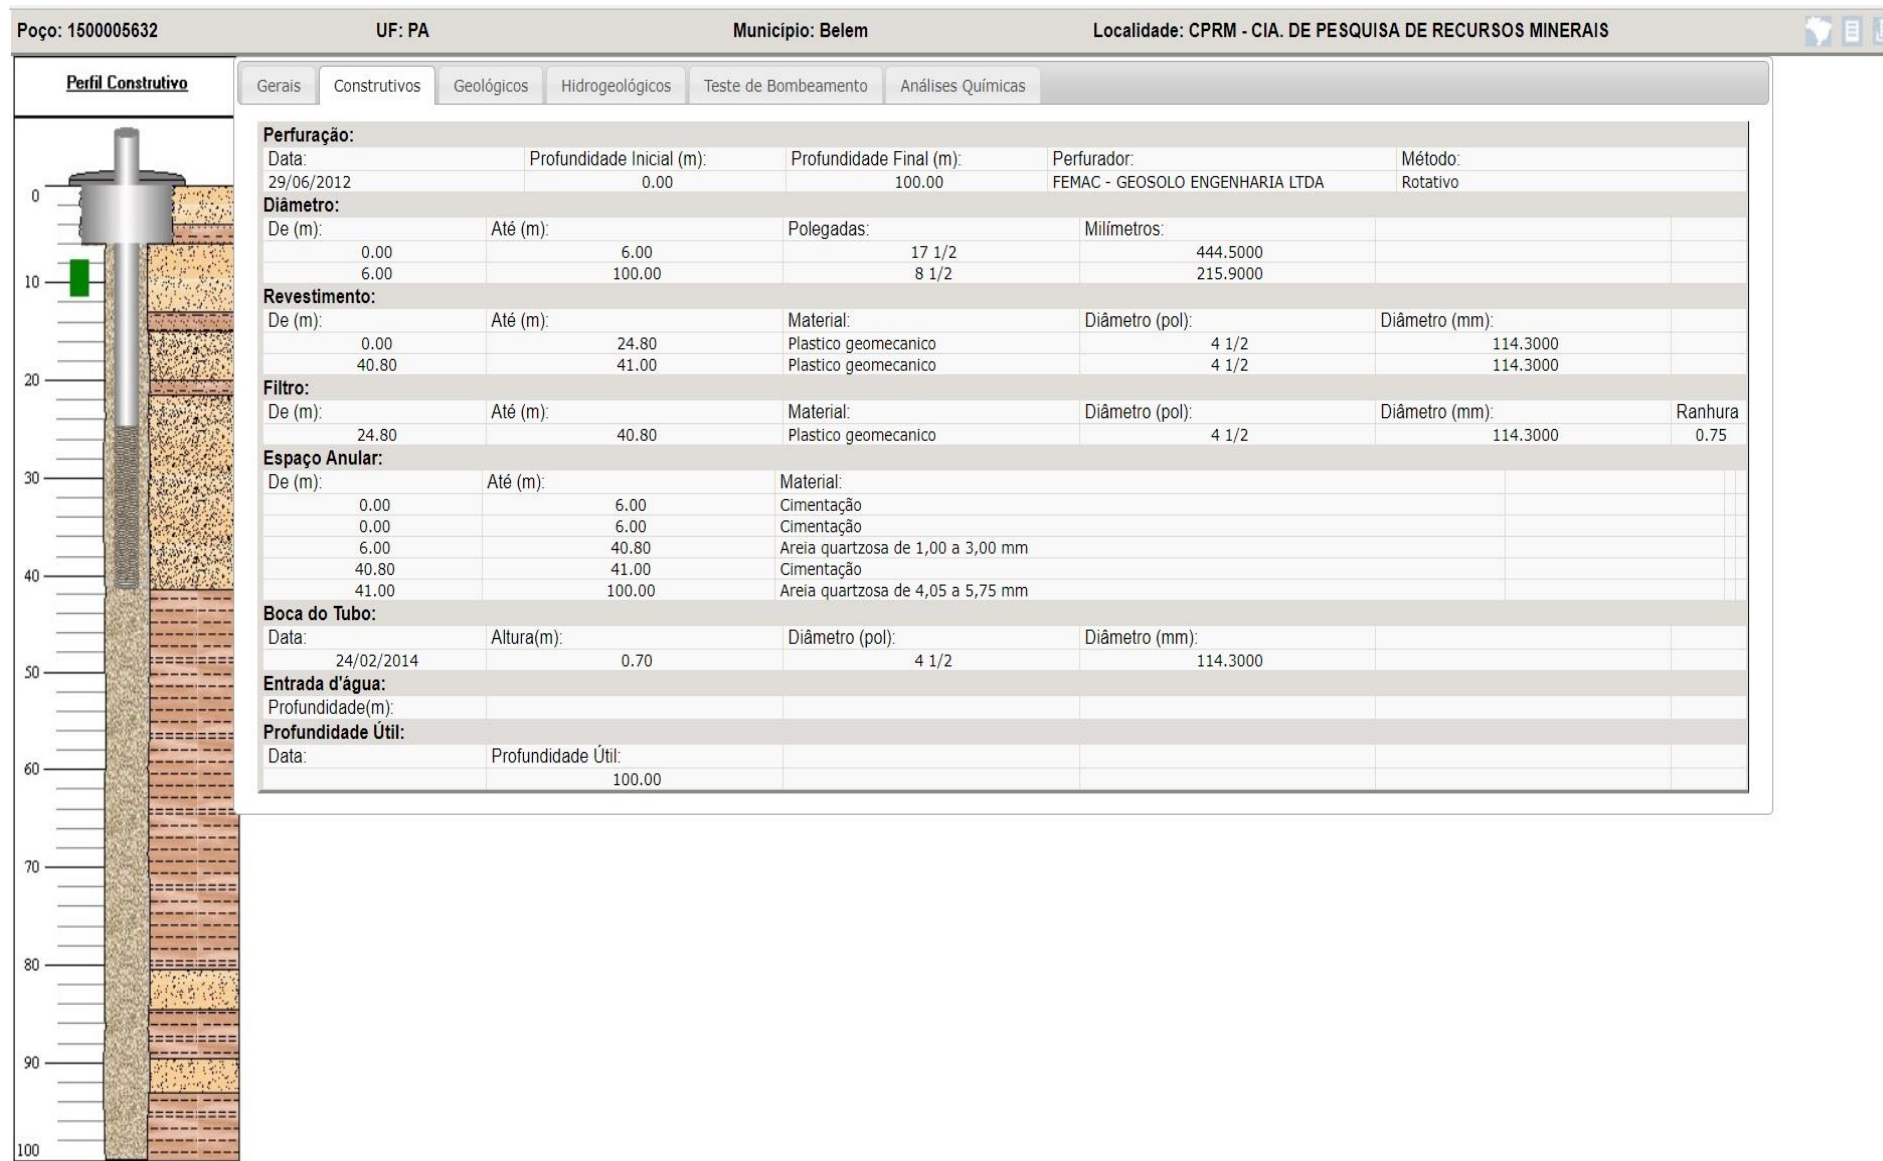 Poço: 1500005632 UF: PA Município: Belem Localidade: CPRM - CIA. DE PESQUISA DE RECURSOS MINERAIS
Perfil Construtivo
Gerais Construtivos Geológicos Hidrogeológicos Teste de Bombeamento Análises Químicas
Perfuração:
Data: Profundidade Inicial (m): Profundidade Final (m): Perfurador: Método:
29/06/2012 0.00 100.00 FEMAC - GEOSOLO ENGENHARIA LTDA Rotativo
Diâmetro:
De (m): Até (m): Polegadas: Milímetros:
0.00 6.00 17 1/2 444.5000
6.00 100.00 8 1/2 215.9000
Revestimento:
De (m): Até (m): Material: Diâmetro (pol): Diâmetro (mm):
0.00 24.80 Plastico geomecanico 4 1/2 114.3000
40.80 41.00 Plastico geomecanico 4 1/2 114.3000
Filtro:
De (m): Até (m): Material: Diâmetro (pol): Diâmetro (mm): Ranhura
24.80 40.80 Plastico geomecanico 4 1/2 114.3000 0.75
Espaço Anular:
De (m): Até (m): Material:
0.00 6.00 Cimentação
0.00 6.00 Cimentação
6.00 40.80 Areia quartzosa de 1,00 a 3,00 mm
40.80 41.00 Cimentação
41.00 100.00 Areia quartzosa de 4,05 a 5,75 mm
Boca do Tubo:
Data: Altura(m): Diâmetro (pol): Diâmetro (mm):
24/02/2014 0.70 4 1/2 114.3000
Entrada d'água:
Profundidade(m):
Profundidade Útil:
Data: Profundidade Útil:
100.00
0
10
20
30
40
50
60
70
80
90
100